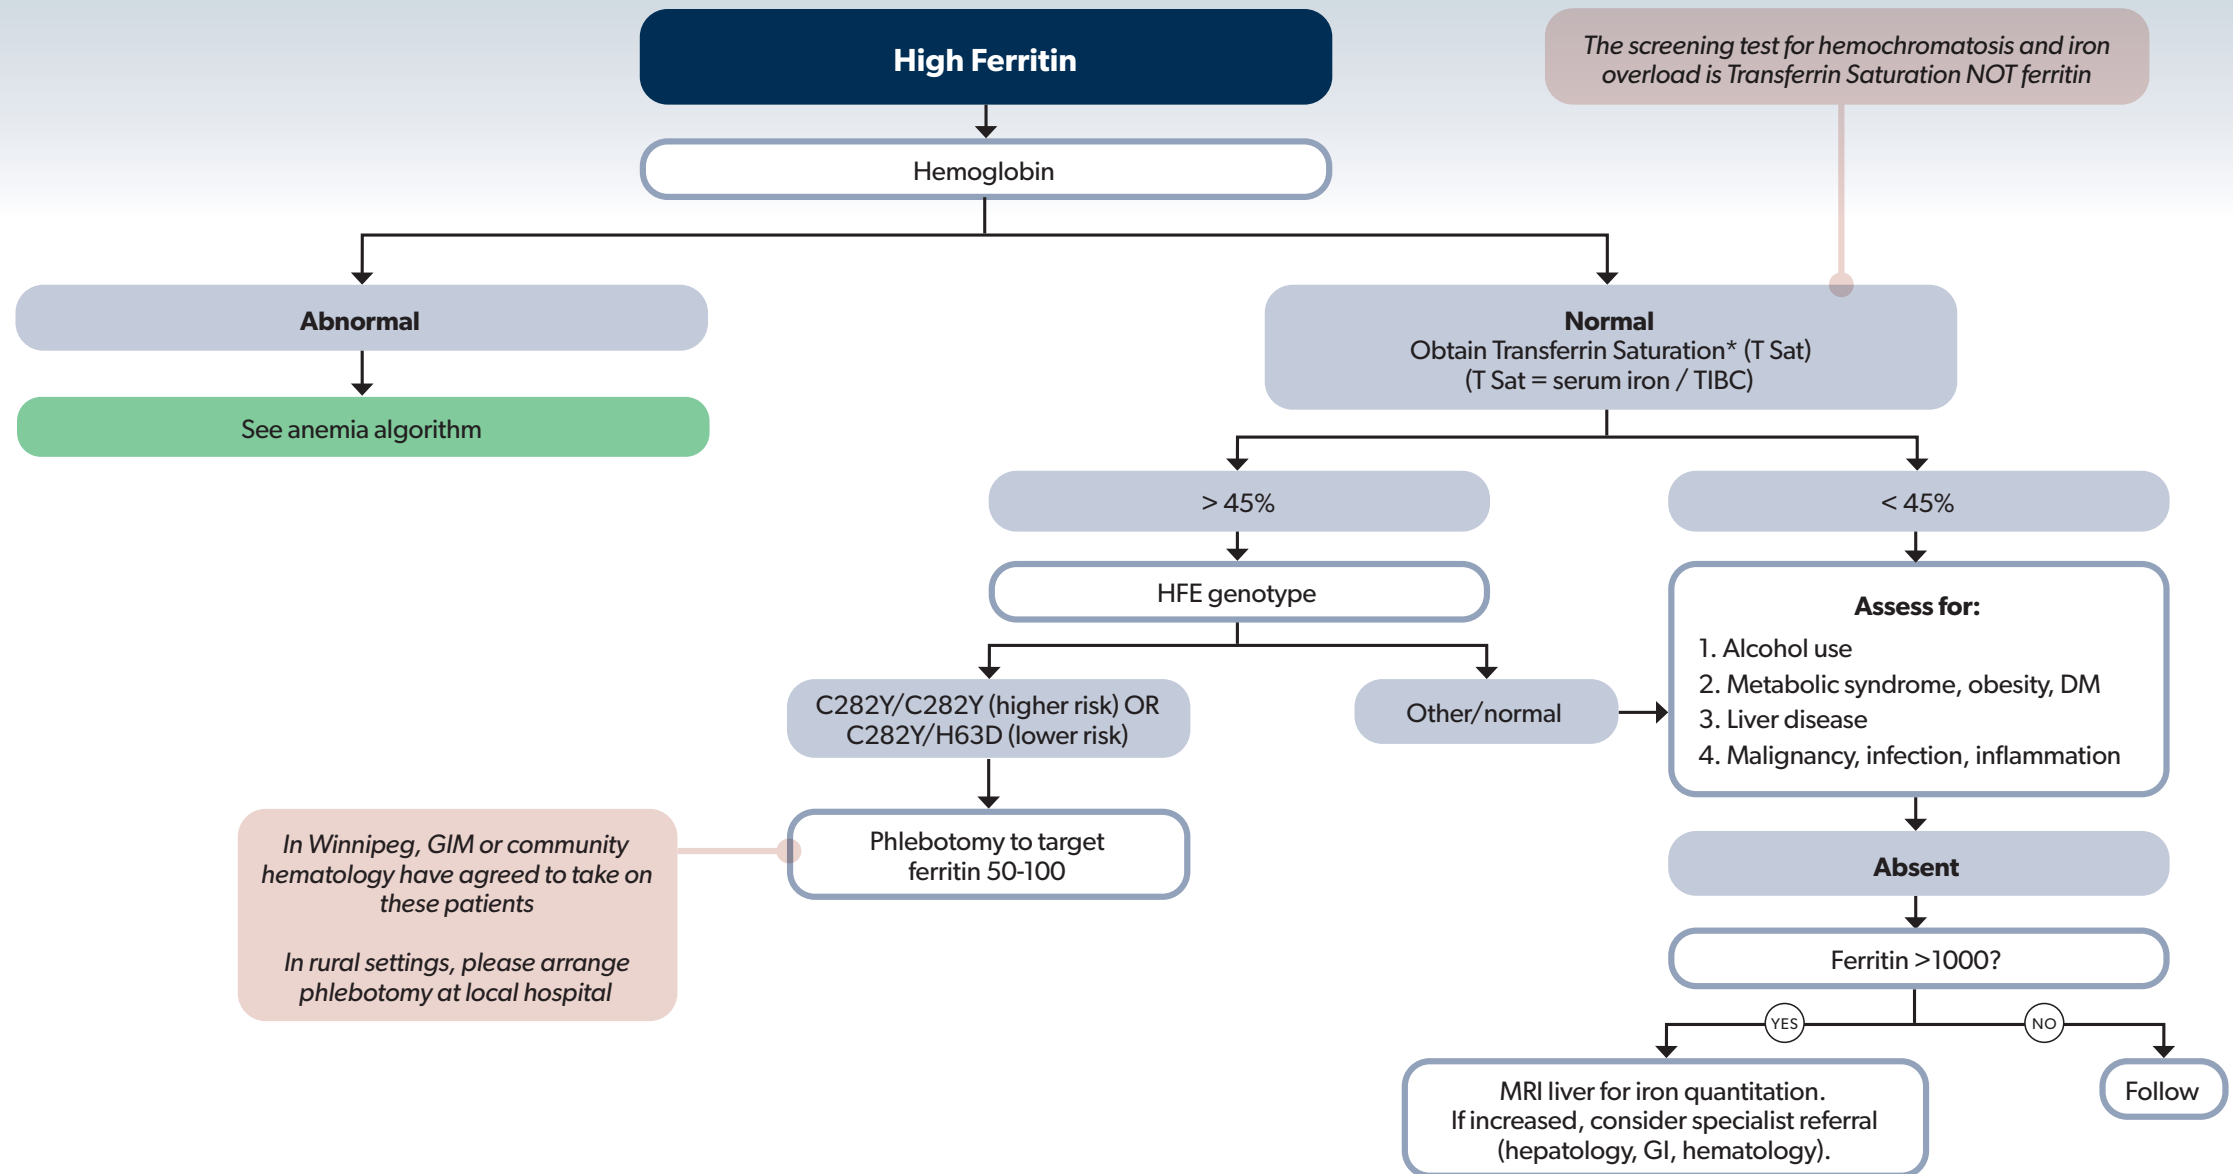 High Ferritin
The screening test for hemochromatosis and iron
overload is Transferrin Saturation NOT ferritin
Hemoglobin
Abnormal
See anemia algorithm
Normal
Obtain Transferrin Saturation* (T Sat)
(T Sat = serum iron / TIBC)
> 45%
< 45%
HFE genotype
Assess for:
1. Alcohol use
2. Metabolic syndrome, obesity, DM
3. Liver disease
4. Malignancy, infection, inflammation
C282Y/C282Y (higher risk) OR
C282Y/H63D (lower risk)
Other/normal
Phlebotomy to target
ferritin 50-100
In Winnipeg, GIM or community
hematology have agreed to take on
these patients
In rural settings, please arrange
phlebotomy at local hospital
Absent
Ferritin >1000?
YES
NO
MRI liver for iron quantitation.
If increased, consider specialist referral
(hepatology, GI, hematology).
Follow